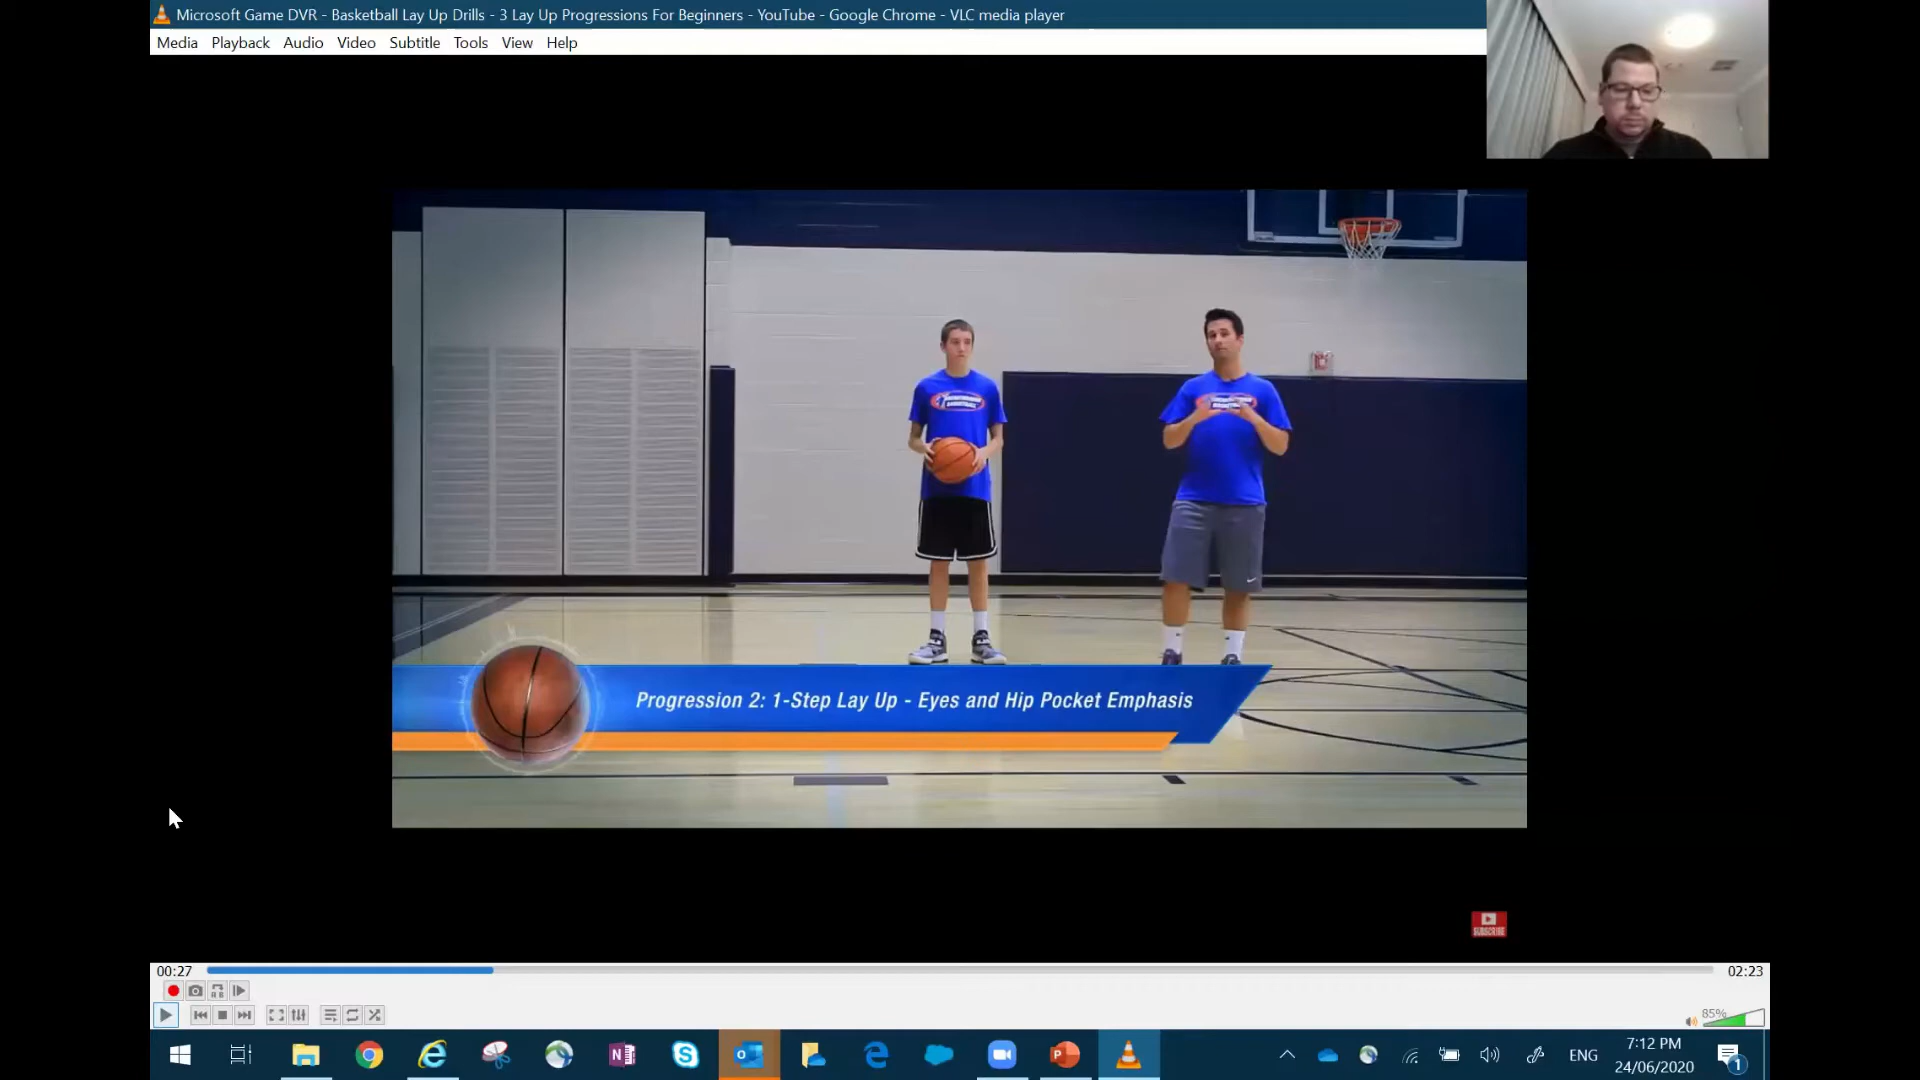 Microsoft Game DVR - Basketball Lay Up Drills - 3 Lay Up Progressions For Beginners - YouTube - Google Chrome - VLC media player
Media Playback Audio Video Subtitle Tools View Help
Progression 2: 1-Step Lay Up - Eyes and Hip Pocket Emphasis
SUBSCRIBE
00:27
02:23
85%
ENG
7:12 PM
24/06/2020
1